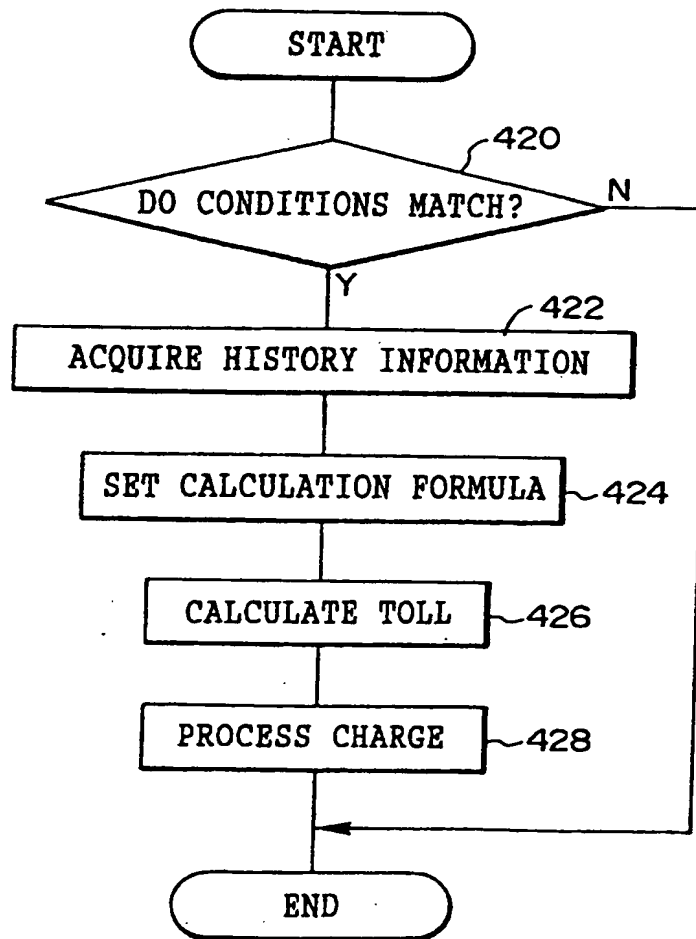 START
420
DO CONDITIONS MATCH?
N
Y
422
ACQUIRE HISTORY INFORMATION
SET CALCULATION FORMULA
424
CALCULATE TOLL
426
PROCESS CHARGE
428
END